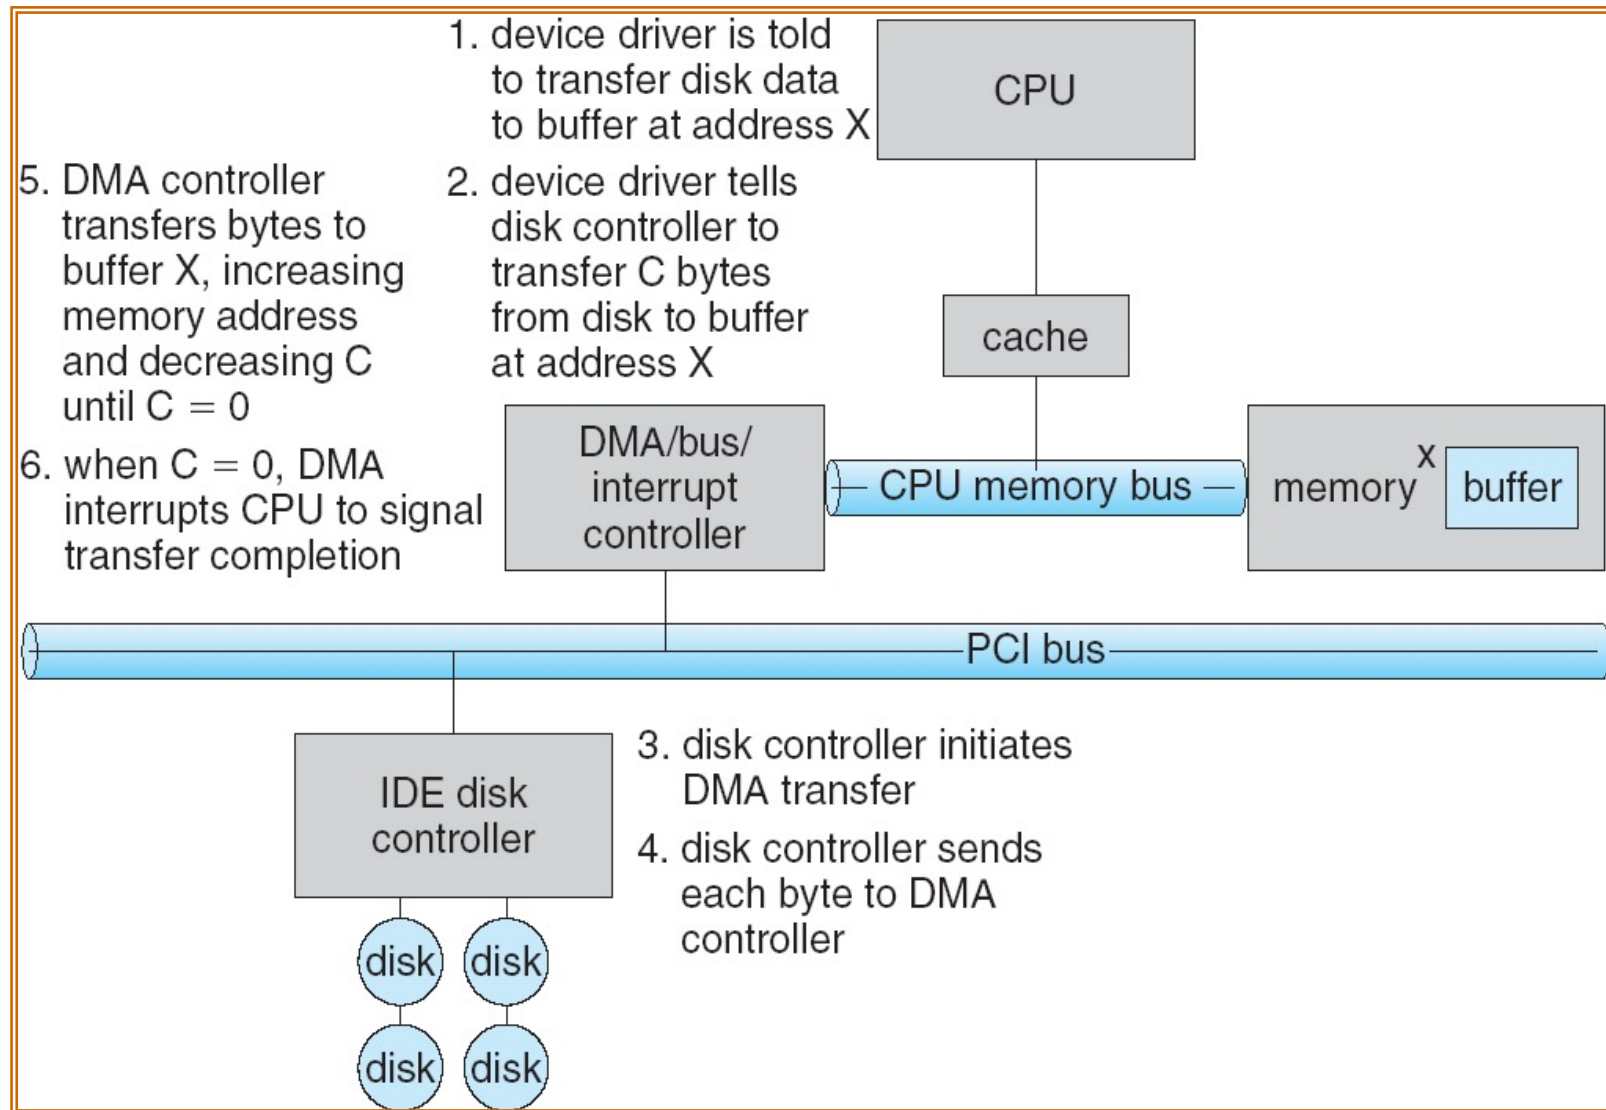 1. device driver is told
to transfer disk data
to buffer at address X
CPU
5. DMA controller
transfers bytes to
buffer X, increasing
memory address
and decreasing C
until C = 0
2. device driver tells
disk controller to
transfer C bytes
from disk to buffer
at address X
cache
6. when C = 0, DMA
interrupts CPU to signal
transfer completion
DMA/bus/
interrupt
controller
CPU memory bus
memory
X
buffer
PCI bus
IDE disk
controller
3. disk controller initiates
DMA transfer
4. disk controller sends
each byte to DMA
controller
disk
disk
disk
disk